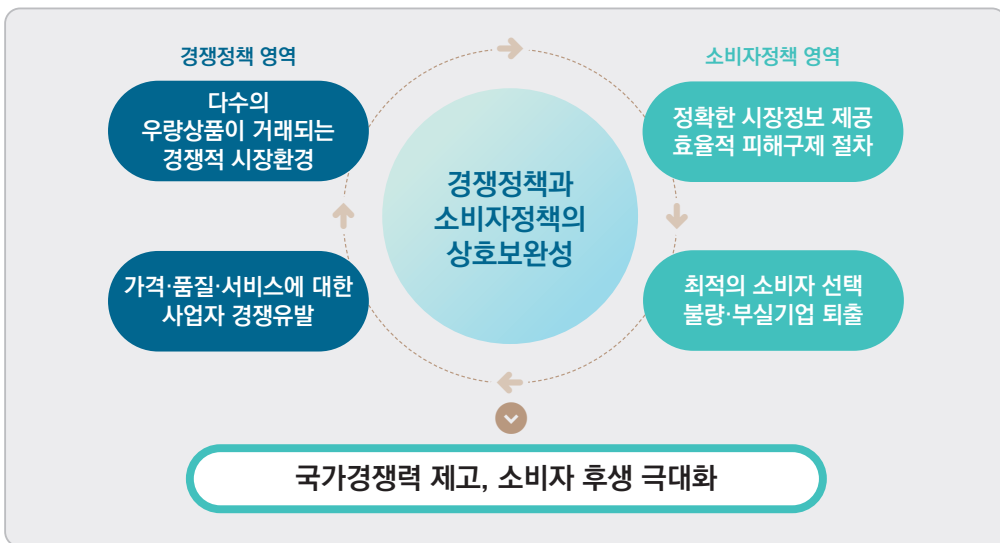 경쟁정책 영역
다수의
우량상품이 거래되는
경쟁적 시장환경
가격·품질·서비스에 대한
사업자 경쟁유발
경쟁정책과
소비자정책의
상호보완성
소비자정책 영역
정확한 시장정보 제공
효율적 피해구제 절차
최적의 소비자 선택
불량·부실기업 퇴출
국가경쟁력 제고, 소비자 후생 극대화